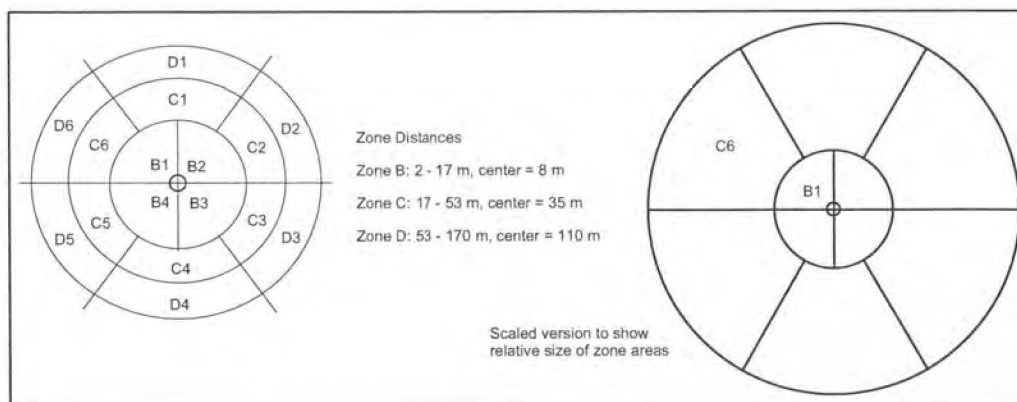 D1
C1
D6
D2
C6
C2
B1
B2
B4
B3
C5
C3
D5
D3
C4
D4
Zone Distances
Zone B: 2 - 17 m, center = 8 m
Zone C: 17 - 53 m, center = 35 m
Zone D: 53 - 170 m, center = 110 m
Scaled version to show
relative size of zone areas
C6
B1